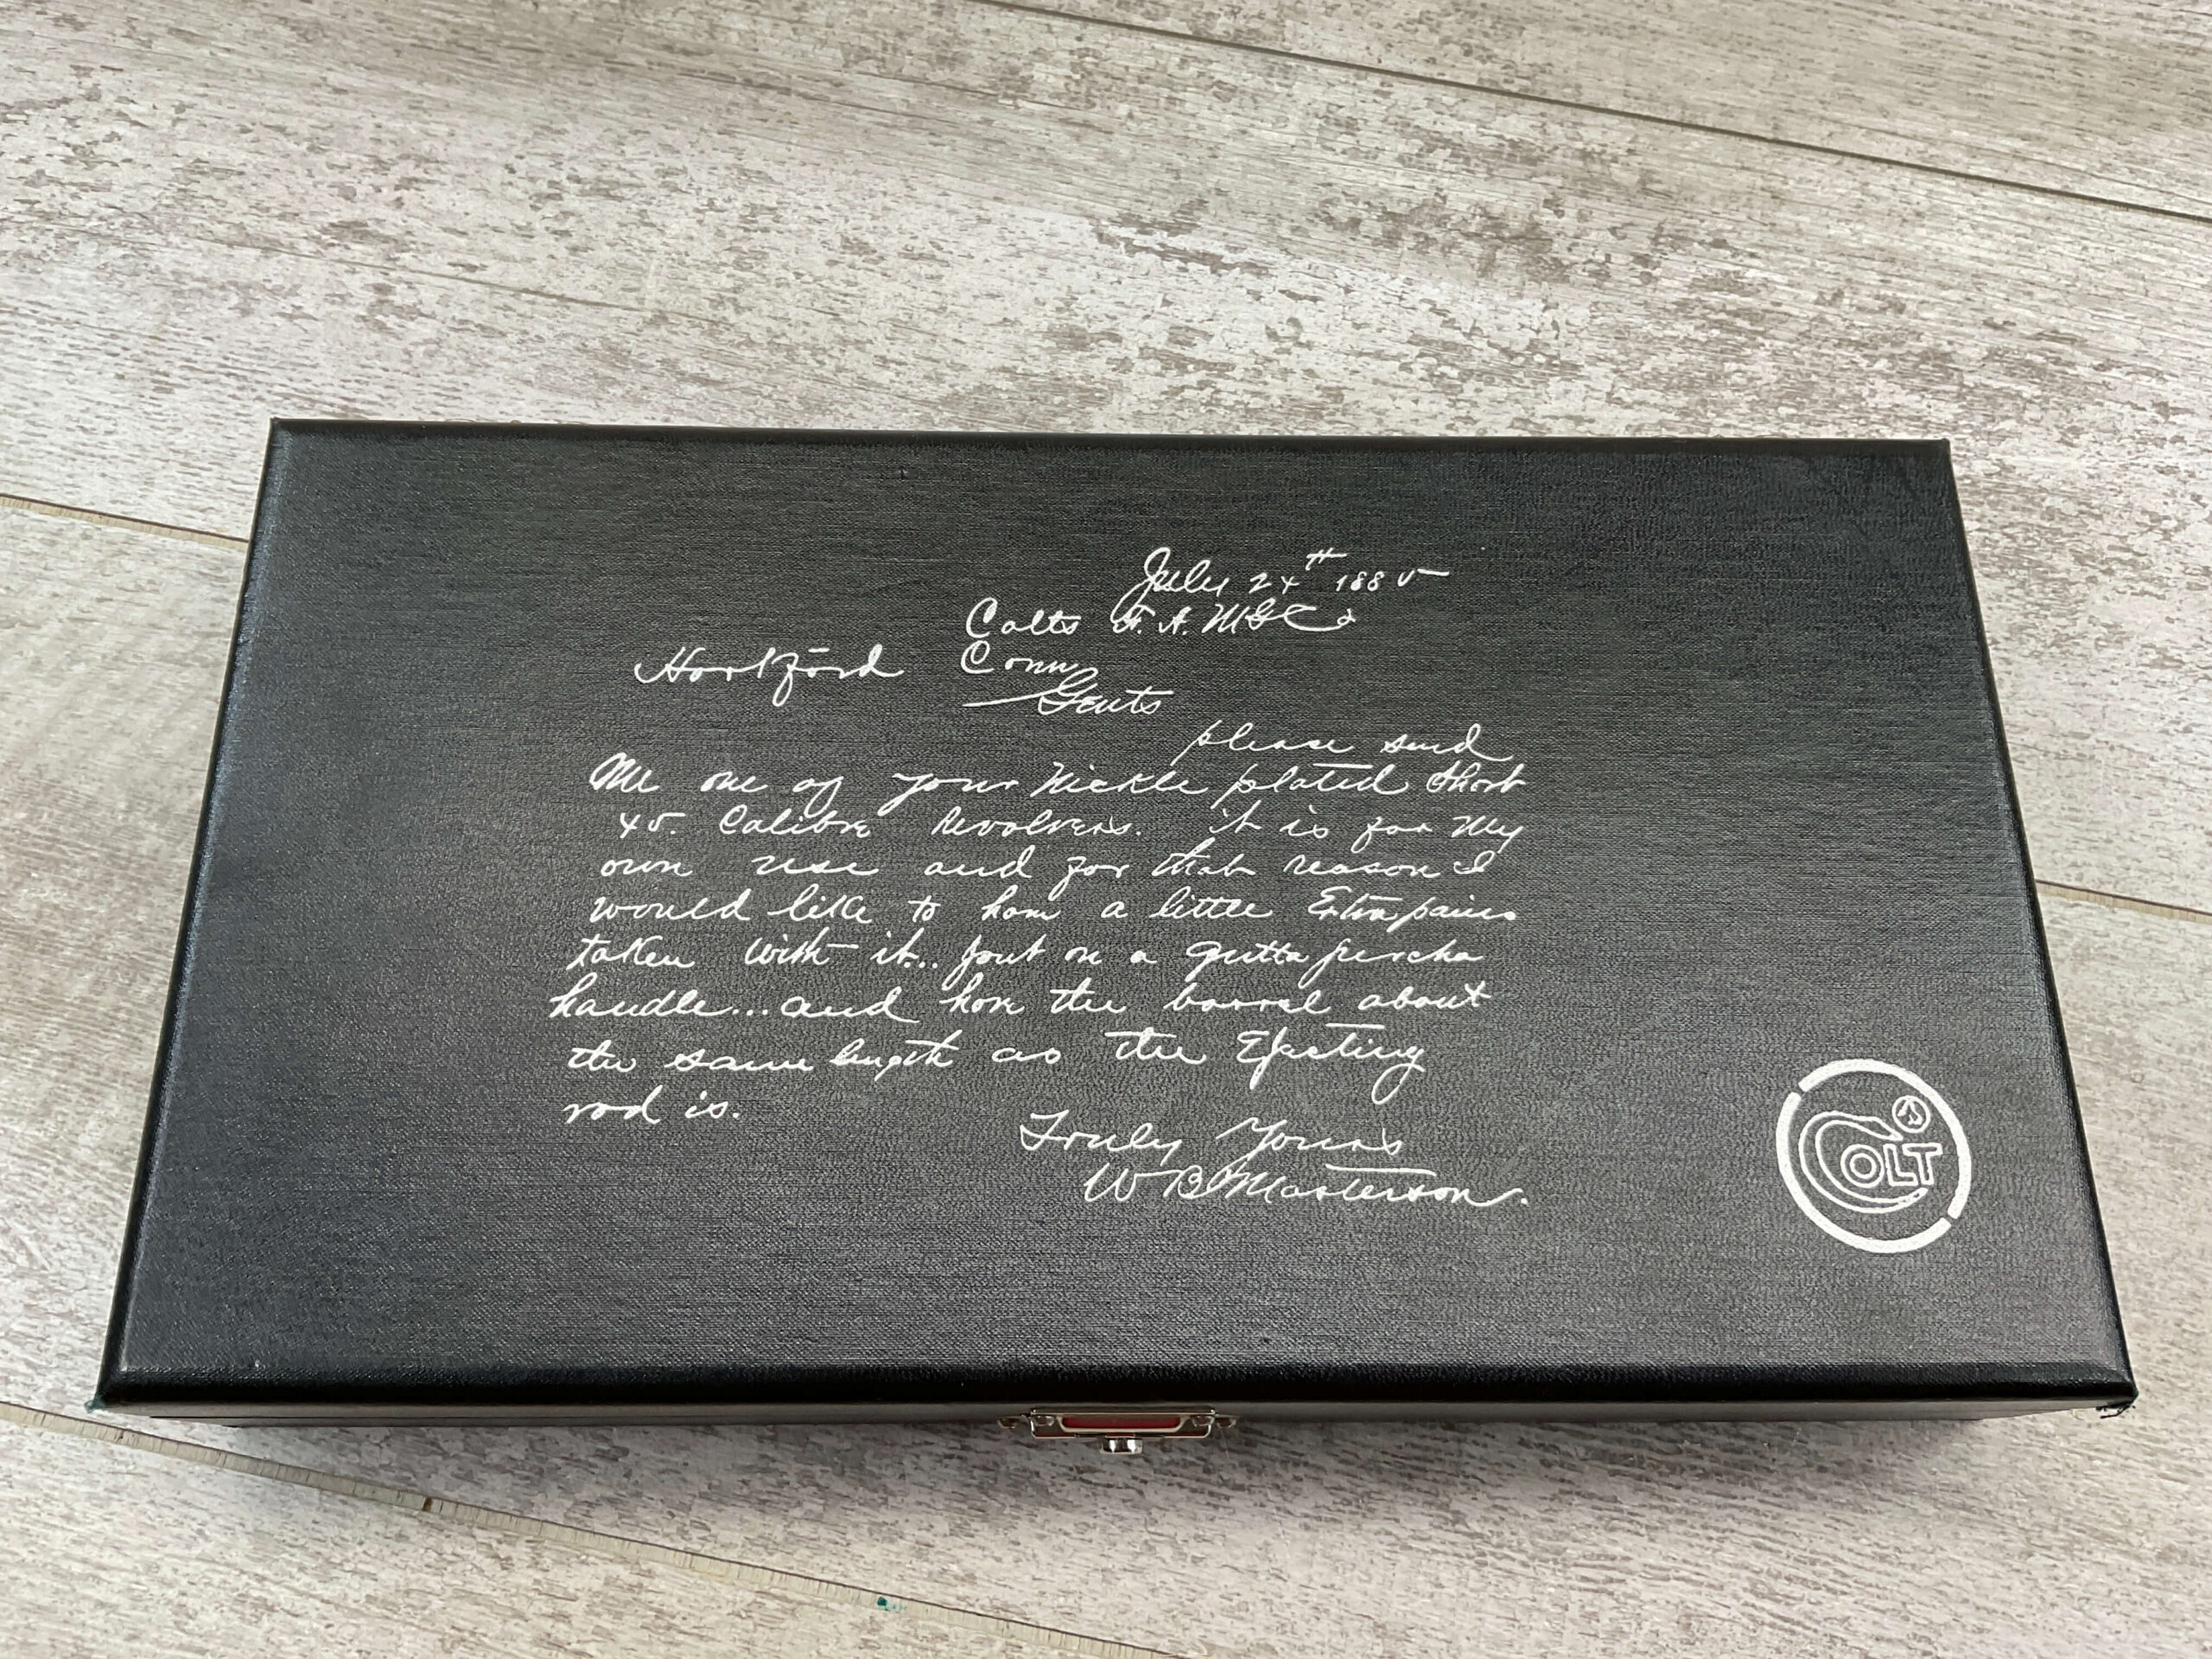 July 24th 1885
Colts F. A. MFG Co
Hartford Conn
Gents
please send
Me one of your Nickle plated short
45. Calibre Revolvers. it is for My
own use and for that reason I
would like to have a little Extra pains
taken with it... put on a gutta percha
handle... and have the barrel about
the same length as the Ejecting
rod is.
Truly Yours
W B Masterson.
COLT